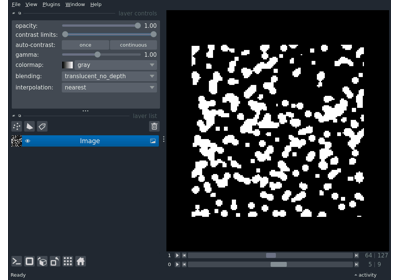 File View Plugins Window Help
layer controls
opacity: 1.00
contrast limits:
auto-contrast: once continuous
gamma: 1.00
colormap: gray
blending: translucent_no_depth
interpolation: nearest
layer list
Image
1 64 127
0 5 9
Ready activity